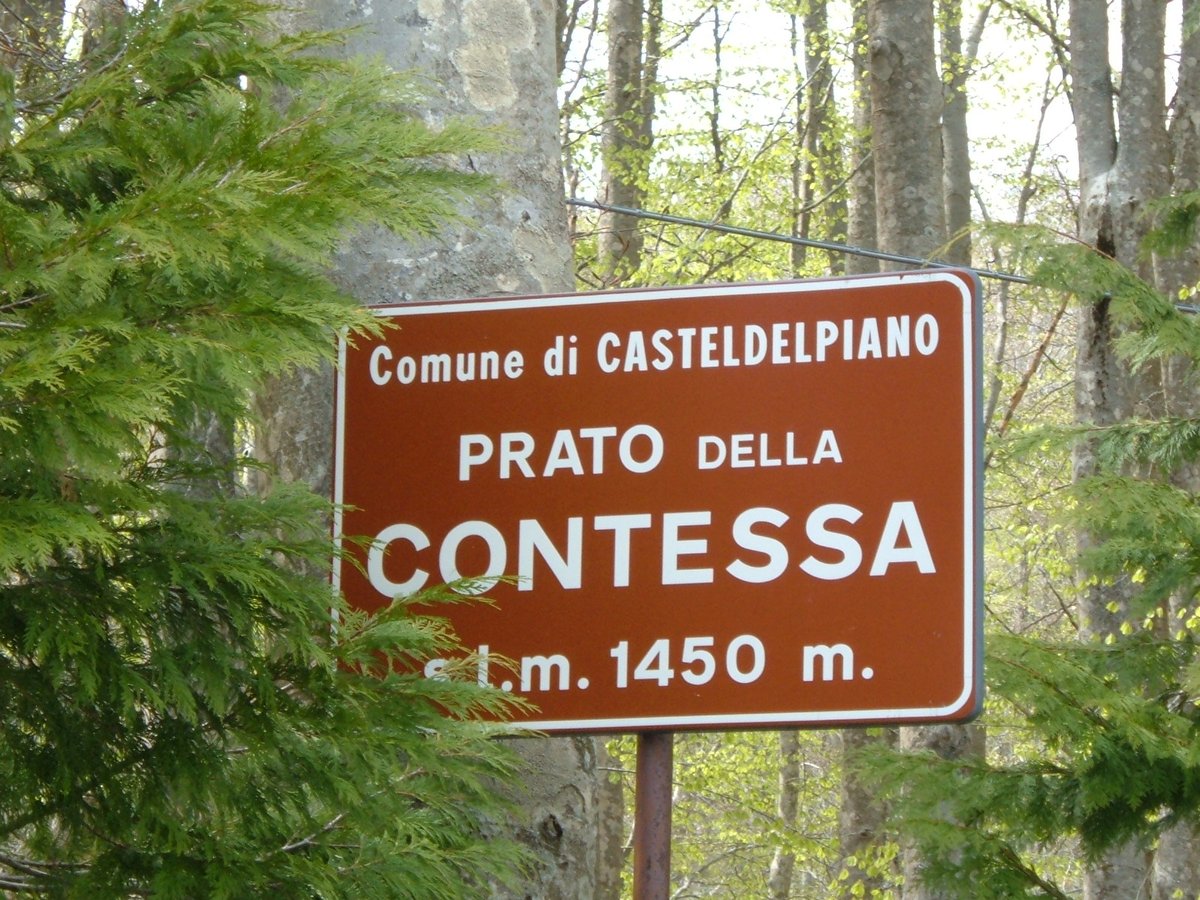 Comune di CASTELDELPIANO
PRATO DELLA
CONTESSA
s.l.m. 1450 m.